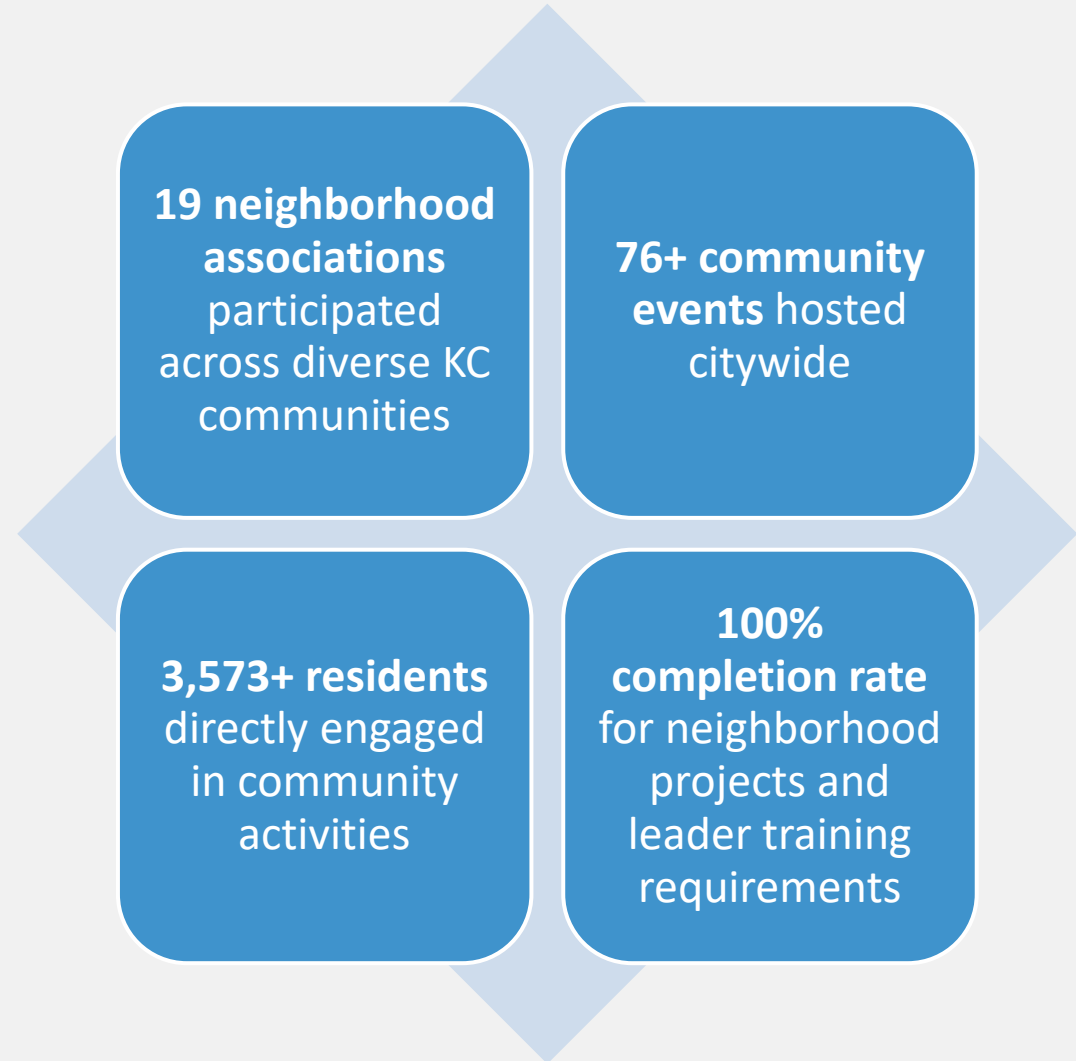 19 neighborhood
associations
participated
across diverse KC
communities
76+ community
events hosted
citywide
3,573+ residents
directly engaged
in community
activities
100%
completion rate
for neighborhood
projects and
leader training
requirements